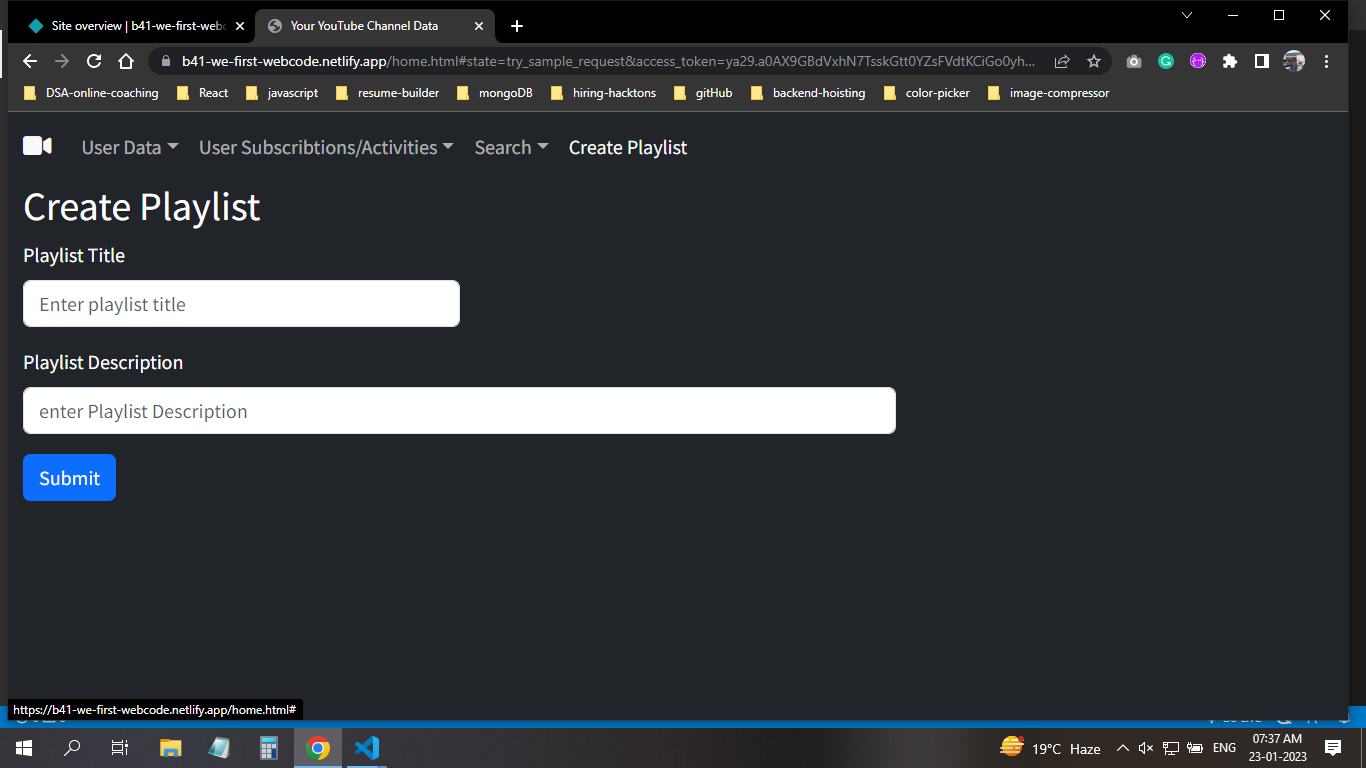 Site overview | b41-we-first-webc
Your YouTube Channel Data
b41-we-first-webcode.netlify.app/home.html#state=try_sample_request&access_token=ya29.a0AX9GBdVxhN7TsskGtt0YZsFVdtKCiGo0yh...
DSA-online-coaching React javascript resume-builder mongoDB hiring-hacktons gitHub backend-hoisting color-picker image-compressor
User Data User Subscribtions/Activities Search Create Playlist
Create Playlist
Playlist Title
Enter playlist title
Playlist Description
enter Playlist Description
Submit
https://b41-we-first-webcode.netlify.app/home.html#
19°C Haze ENG 07:37 AM
23-01-2023